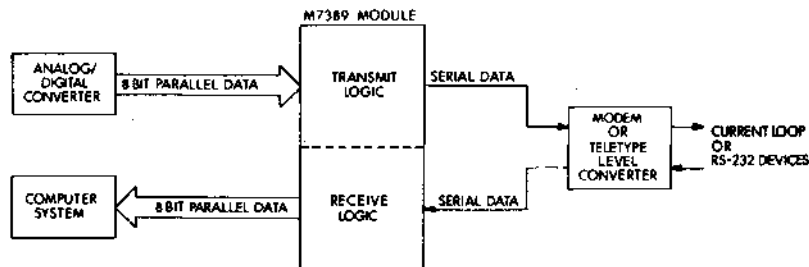 M7389 MODULE
ANALOG/
DIGITAL
CONVERTER
8 BIT PARALLEL DATA
TRANSMIT
LOGIC
SERIAL DATA
MODEM
OR
TELETYPE
LEVEL
CONVERTER
CURRENT LOOP
OR
RS-232 DEVICES
COMPUTER
SYSTEM
8 BIT PARALLEL DATA
RECEIVE
LOGIC
SERIAL DATA